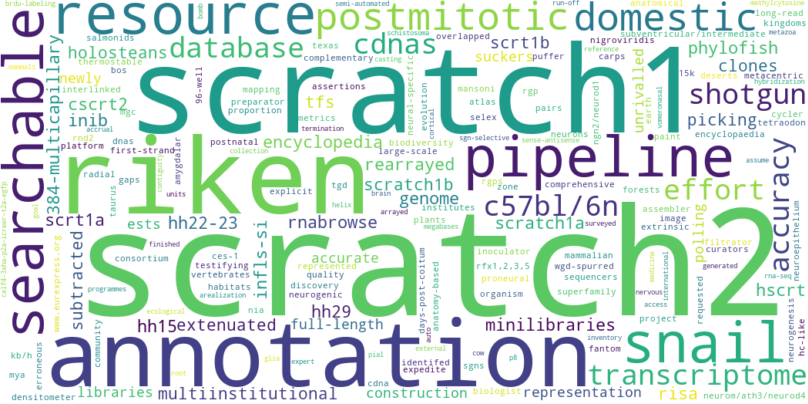 brdu-labeling
semi-automated
bomb
run-off
anatomical
methylcytosine
searchable
resource
postmitotic
domestic
long-read
kingdoms
salmonids
schistosoma
overlapped
nigroviridis
subventricular/intermediate
metazoa
holosteans
database
texas
cdnas
scrt1b
suckers
puffer
reference
phylofish
thermostable
complementary
casting
carps
15k
deserts
metacentric
newly
bos
scratch1
clones
interlinked
96-well
mapping
assertions
neural-specific
evolution
mansoni
rgp
unrivalled
earth
hybridization
shotgun
cscrt2
mgc
tfs
preparator
proportion
metrics
cortical
atlas
pairs
ngn2/neurod1
vomeronasal
cycler
tetraodon
384-multicapillary
inib
accrual
dnas
rnd2
termination
selex
neurons
paint
picking
encyclopaedia
platform
first-strand
postnatal
collection
encyclopedia
large-scale
biodiversity
sgn-selective
sense-antisense
riken
pipeline
accuracy
radial
gaps
contiguity
amygdalar
units
rearrayed
rgps
zone
comprehensive
assume
explicit
tgd
helix
brain
arrayed
scratch1b
genome
institutes
plants
megabases
forests
effort
goal
taurus
scrt1a
ests
hh22-23
rnabrowse
c57bl/6n
scratch1a
surveyed
assembler
image
extrinsic
polling
filtrator
curators
neuroepithelium
scratch2
subtracted
finished
consortium
testifying
vertebrates
habitats
arealization
ces-1
infls-si
accurate
represented
quality
discovery
neurogenic
days-post-coitum
anatomy-based
inoculator
rfx1,2,3,5
proneural
organism
mammalian
wgd-spurred
sequencers
superfamily
medicine
international
requested
generated
rna-seq
hscrt
www.eurexpress.org
programmes
ecological
nia
hh29
nervous
access
project
neurogenesis
hc-like
hh15
extenuated
full-length
minilibraries
snail
kb/h
mya
erroneous
community
annotation
glia
root
expert
pial
external
auto
cow
identifed
expedite
p8
inventory
fantom
biologist
transcriptome
densitometer
libraries
multiinstitutional
cdna
sgns
construction
representation
risa
neurom/ath3/neurod4